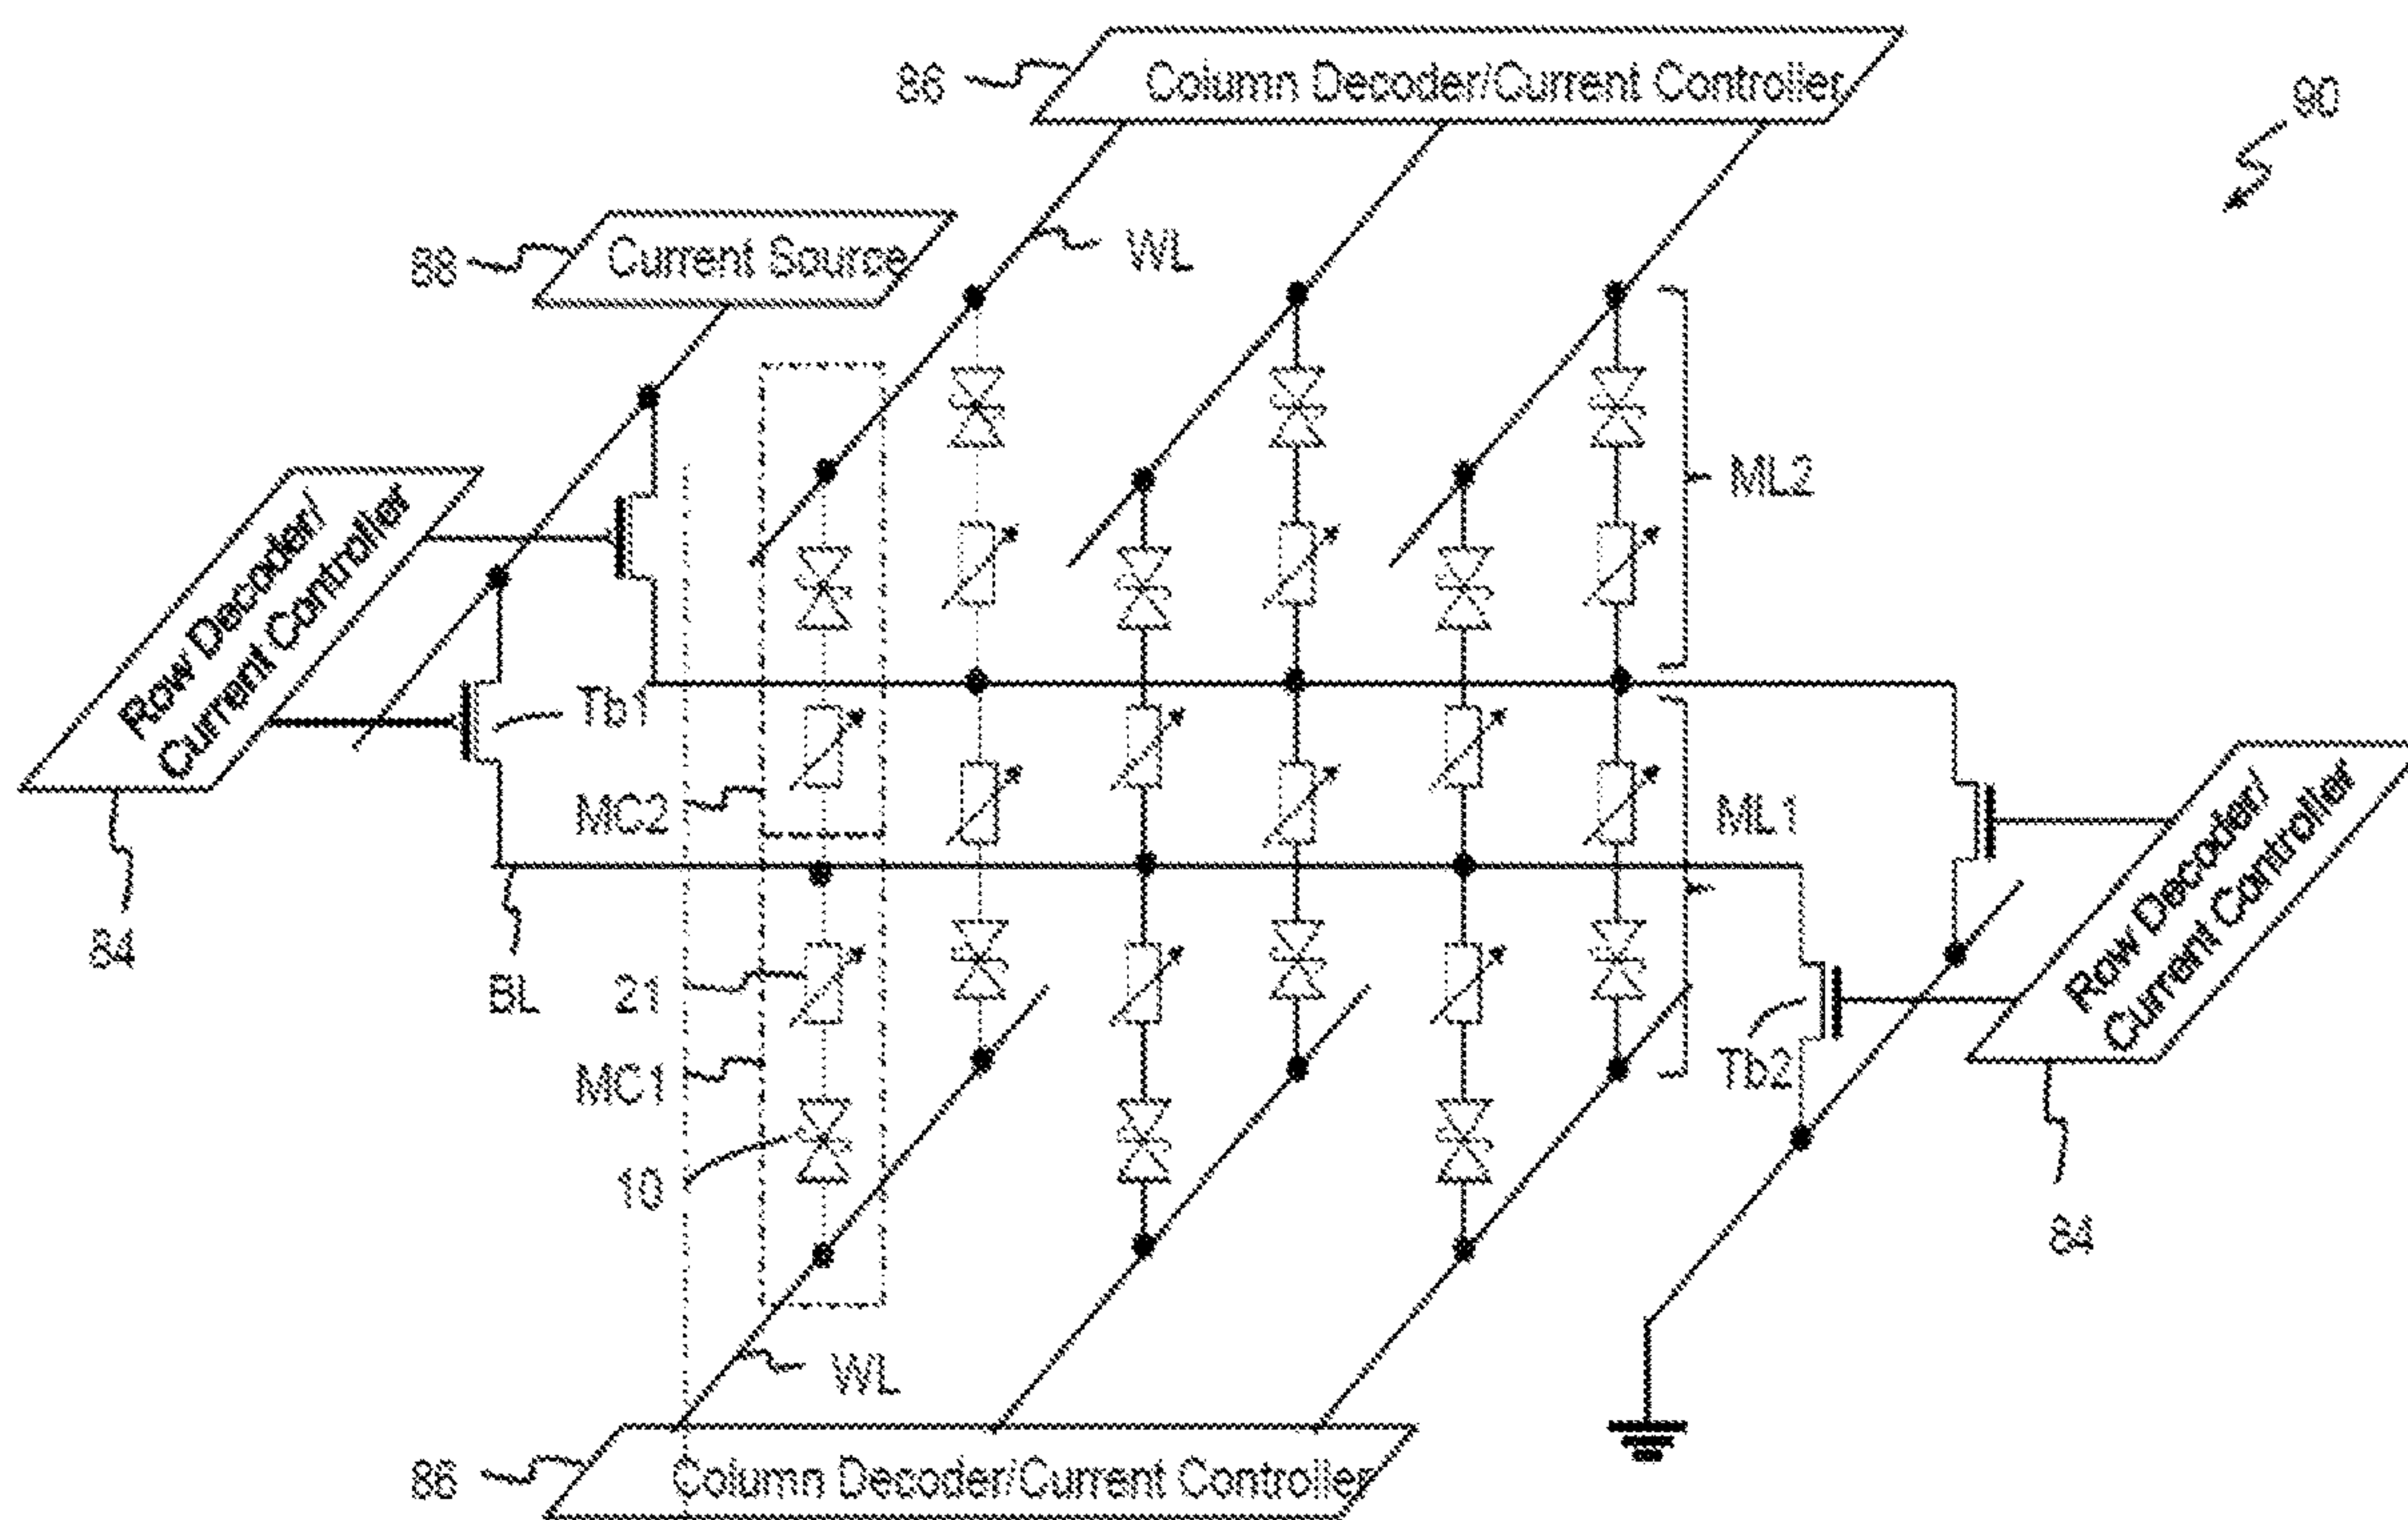 86
Column Decoder/Current Controller
90
88
Current Source
WL
Row Decoder/
Current Controller
ML2
Tb1
MC2
ML1
84
BL
21
Row Decoder/
Current Controller
MC1
Tb2
10
84
WL
86
Column Decoder/Current Controller